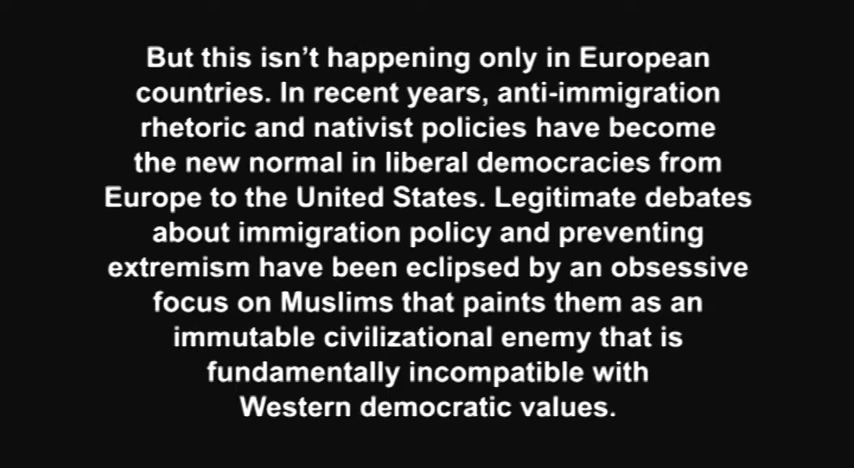 But this isn't happening only in European
countries. In recent years, anti-immigration
rhetoric and nativist policies have become
the new normal in liberal democracies from
Europe to the United States. Legitimate debates
about immigration policy and preventing
extremism have been eclipsed by an obsessive
focus on Muslims that paints them as an
immutable civilizational enemy that is
fundamentally incompatible with
Western democratic values.